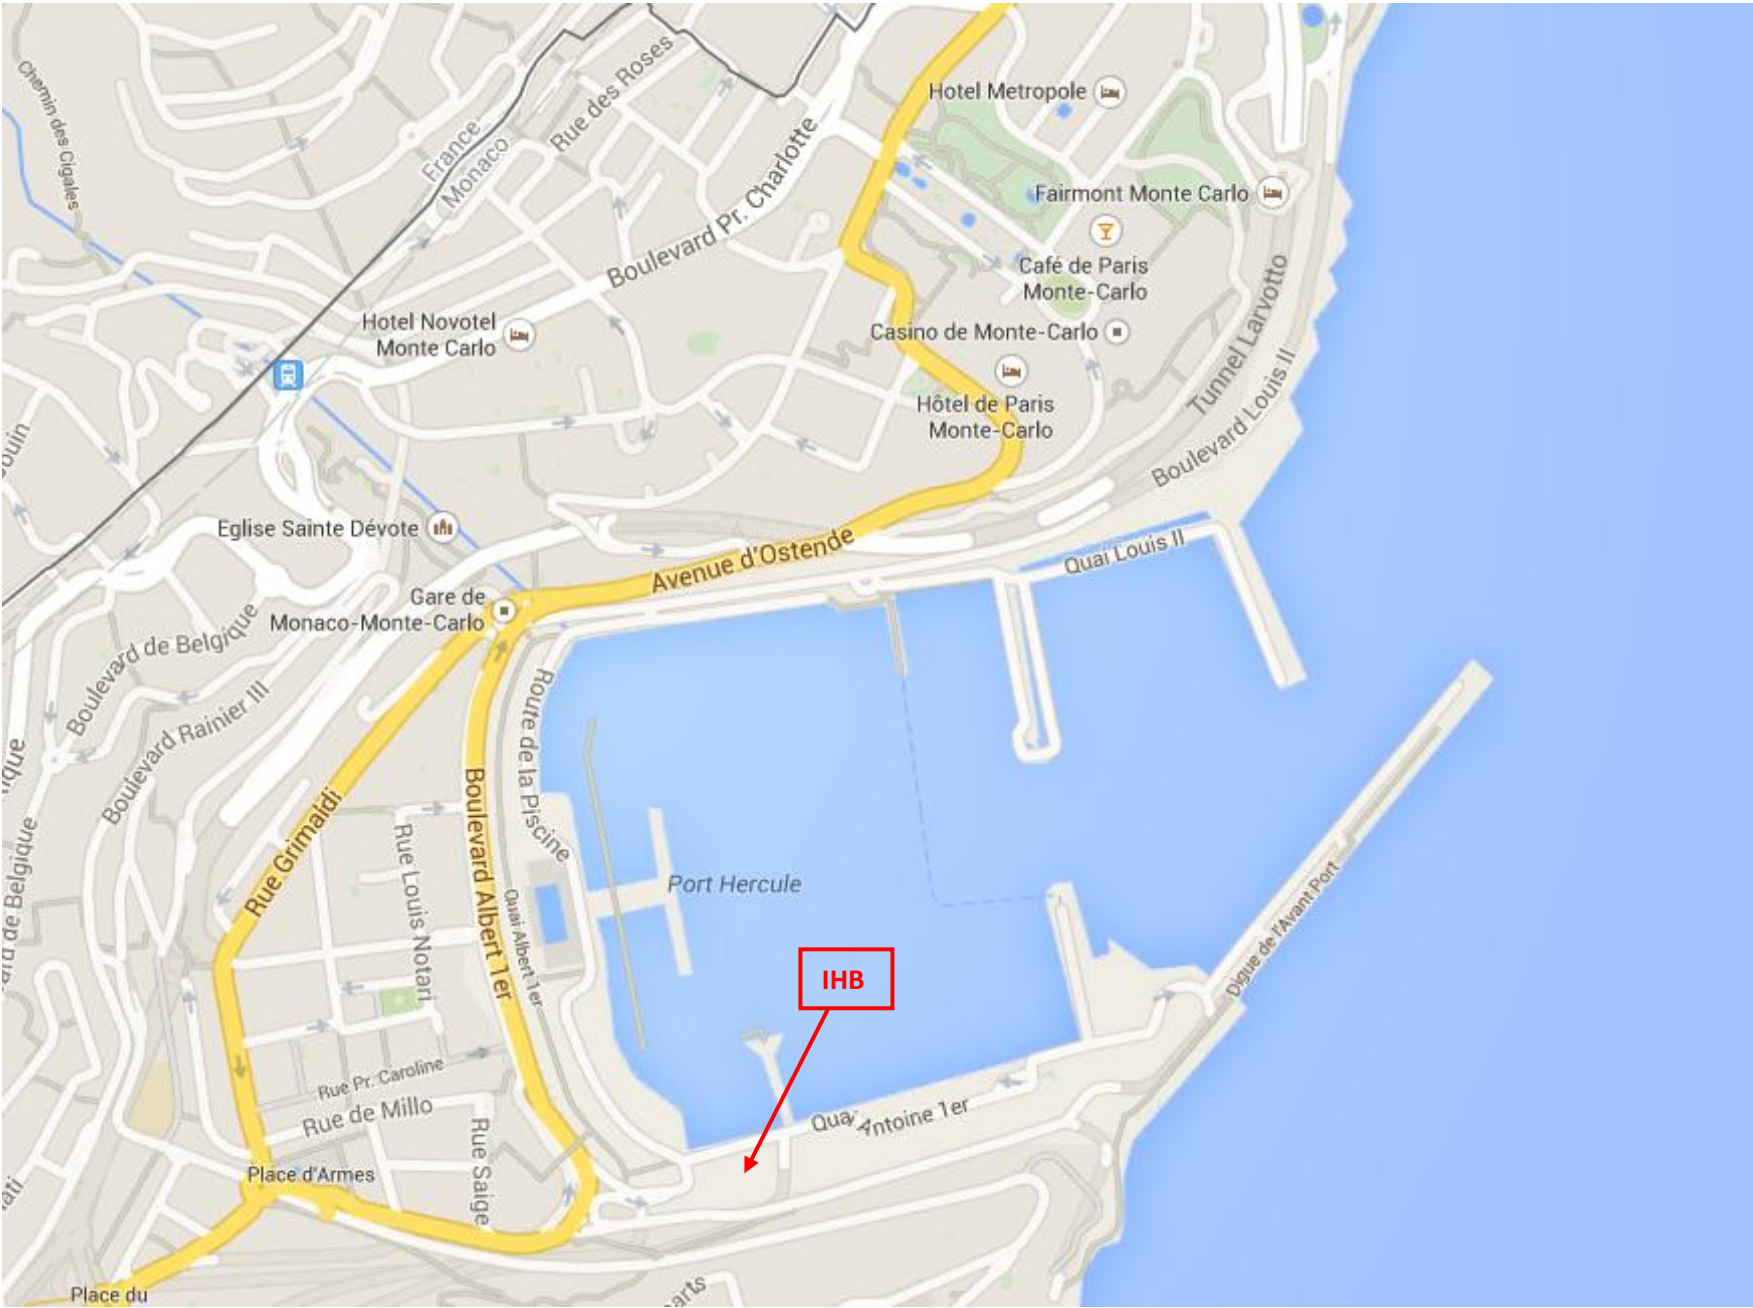 Chemin des Cigales
France
Monaco
Rue des Roses
Boulevard Pr. Charlotte
Hotel Metropole
Fairmont Monte Carlo
Café de Paris
Monte-Carlo
Casino de Monte-Carlo
Hôtel de Paris
Monte-Carlo
Tunnel Larvotto
Boulevard Louis II
Hotel Novotel
Monte Carlo
Eglise Sainte Dévote
Avenue d'Ostende
Quai Louis II
Gare de
Monaco-Monte-Carlo
Boulevard de Belgique
Boulevard Rainier III
Rue Grimaldi
Route de la Piscine
Boulevard Albert 1er
Quai Albert 1er
Rue Louis Notari
Port Hercule
IHB
Digue de l'Avant Port
Quai Antoine 1er
Rue Pr. Caroline
Rue de Millo
Rue Saige
Place d'Armes
Place du